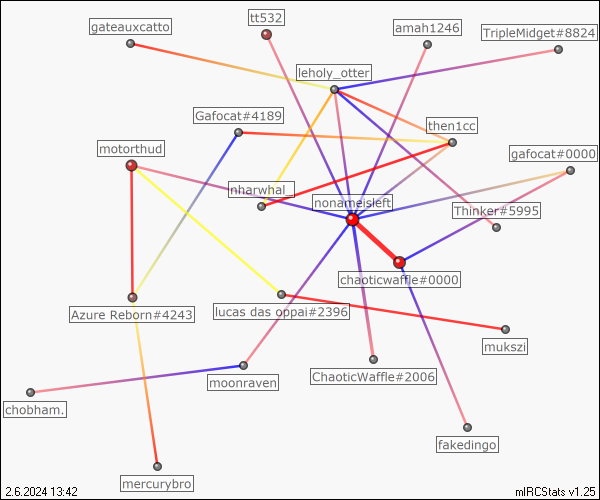 tt532
gateauxcatto
amah1246
TripleMidget#8824
leholy_otter
Gafocat#4189
then1cc
motorthud
gafocat#0000
nharwhal_
nonameisleft
Thinker#5995
chaoticwaffle#0000
Azure Reborn#4243
lucas das oppai#2396
mukszi
moonraven
ChaoticWaffle#2006
chobham.
fakedingo
mercurybro
2.6.2024 13:42
mIRCStats v1.25